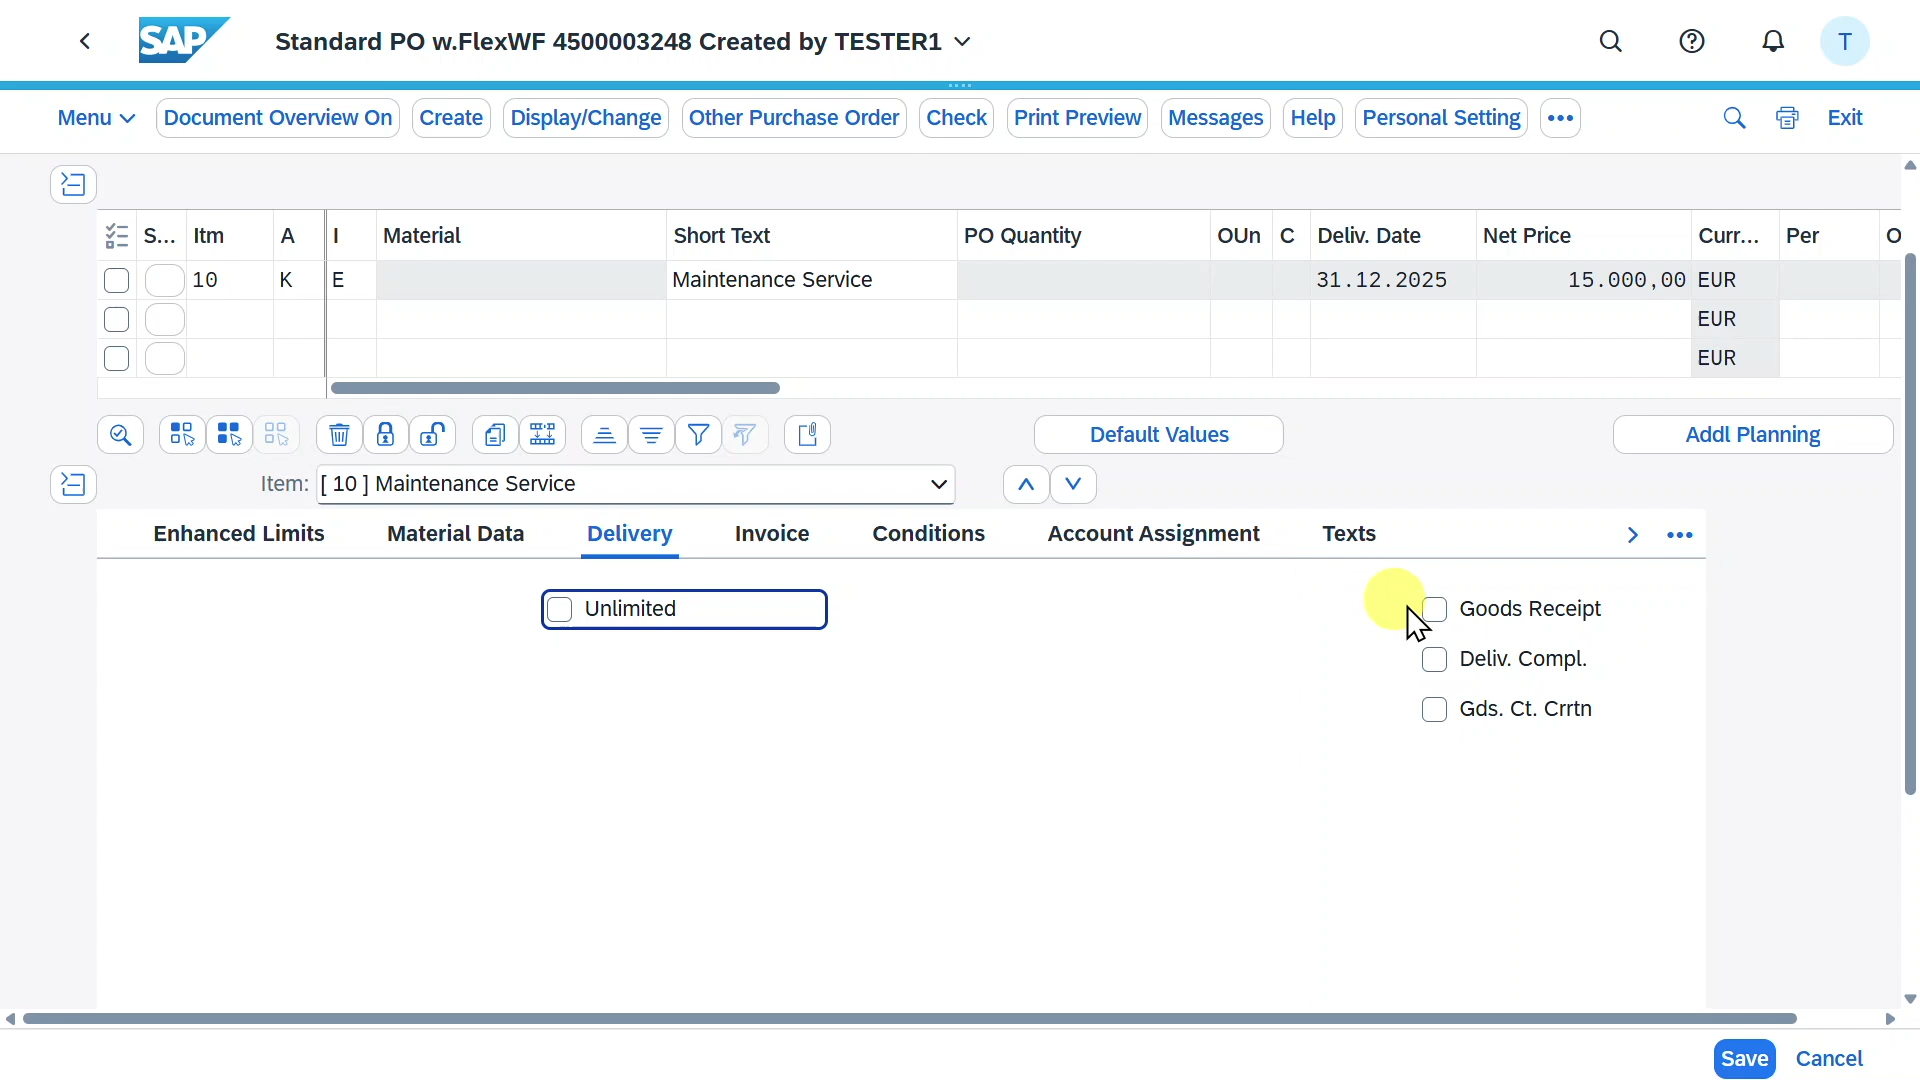 SAP Standard PO w.FlexWF 4500003248 Created by TESTER1 T
Menu Document Overview On Create Display/Change Other Purchase Order Check Print Preview Messages Help Personal Setting ••• Exit
S... Itm A I Material Short Text PO Quantity OUn C Deliv. Date Net Price Curr... Per O
10 K E Maintenance Service 31.12.2025 15.000,00 EUR
EUR
EUR
Default Values Addl Planning
Item: [ 10 ] Maintenance Service
Enhanced Limits Material Data Delivery Invoice Conditions Account Assignment Texts •••
Unlimited Goods Receipt
Deliv. Compl.
Gds. Ct. Crrtn
Save Cancel